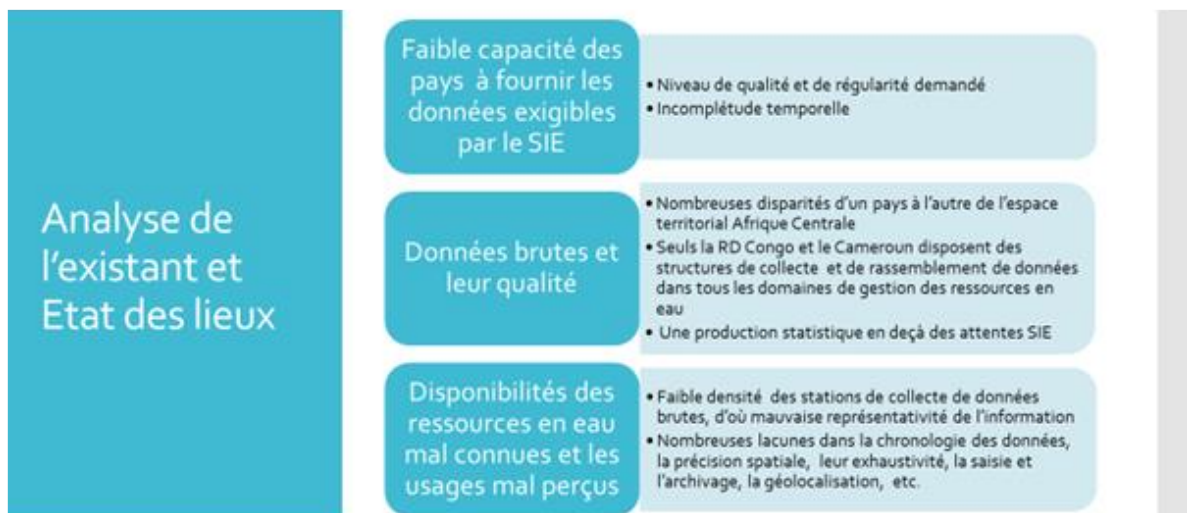 Analyse de
l'existant et
Etat des lieux
Faible capacité des
pays à fournir les
données exigibles
par le SIE
• Niveau de qualité et de régularité demandé
• Incomplétude temporelle
Données brutes et
leur qualité
• Nombreuses disparités d'un pays à l'autre de l'espace
territorial Afrique Centrale
• Seuls la RD Congo et le Cameroun disposent des
structures de collecte et de rassemblement de données
dans tous les domaines de gestion des ressources en
eau
• Une production statistique en deçà des attentes SIE
Disponibilités des
ressources en eau
mal connues et les
usages mal perçus
• Faible densité des stations de collecte de données
brutes, d'où mauvaise représentativité de l'information
• Nombreuses lacunes dans la chronologie des données,
la précision spatiale, leur exhaustivité, la saisie et
l'archivage, la géolocalisation, etc.